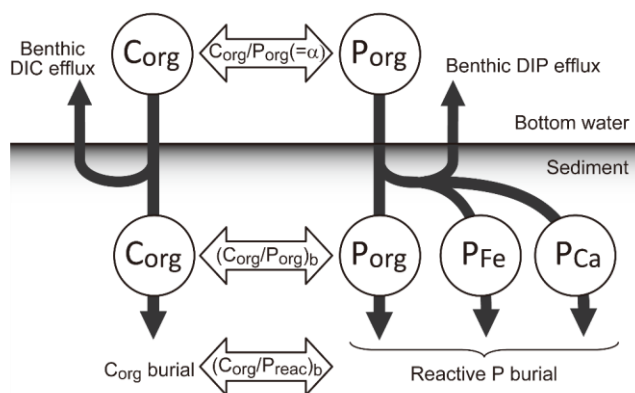 Benthic
DIC efflux
Corg
Corg/Porg(=α)
Porg
Benthic DIP efflux
Bottom water
Sediment
Corg
(Corg/Porg)b
Porg
PFe
PCa
Corg burial
(Corg/Preac)b
Reactive P burial